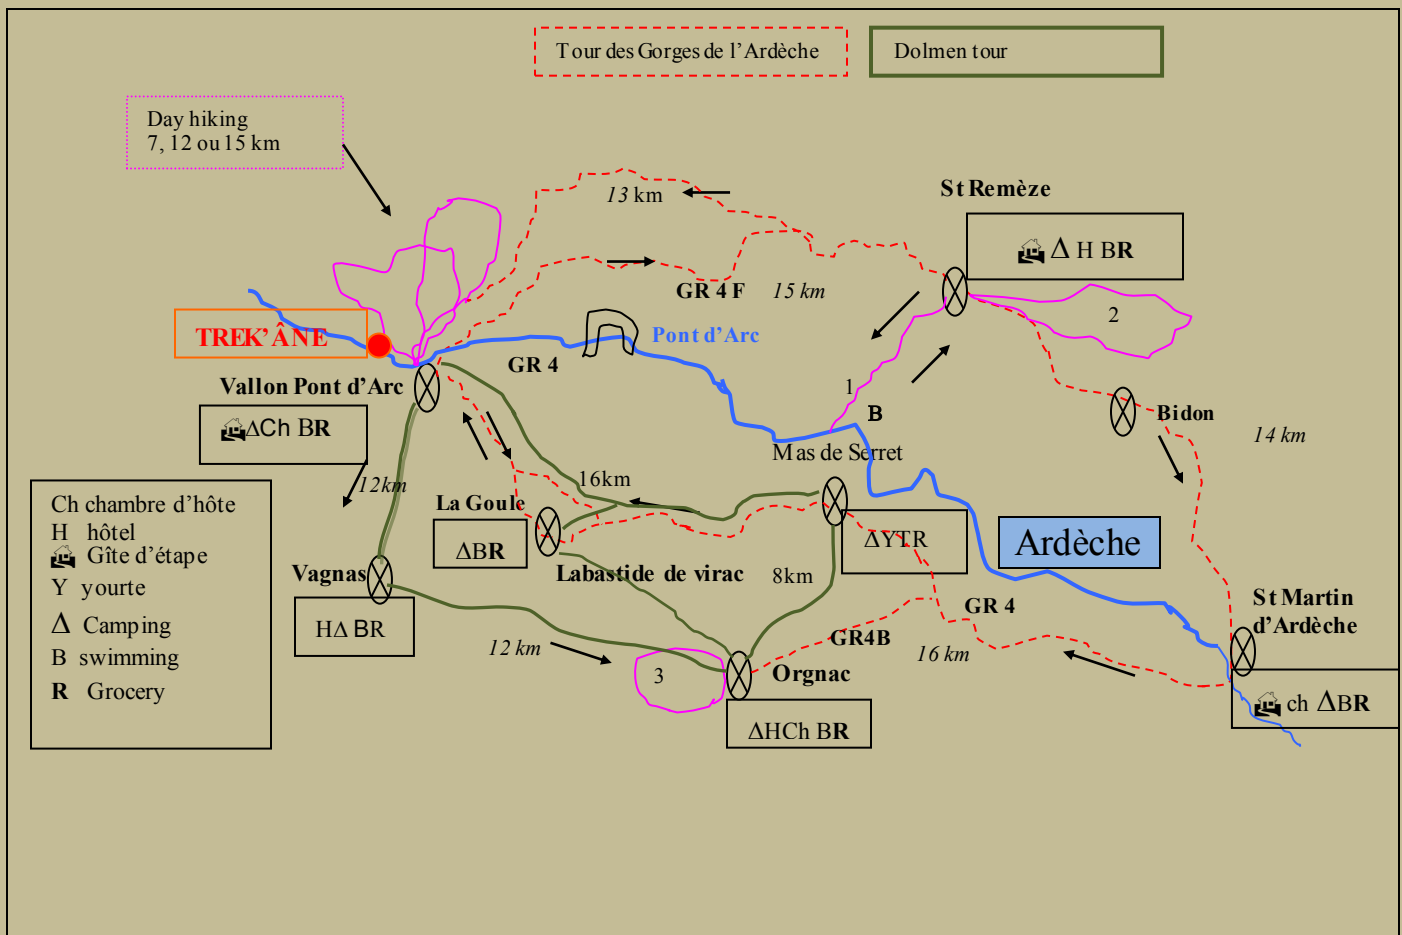 Tour des Gorges de l'Ardèche
Dolmen tour
Day hiking
7, 12 ou 15 km
13 km
St Remèze
Δ H BR
GR 4 F
15 km
2
TREK'ÂNE
Pont d'Arc
GR 4
Vallon Pont d'Arc
1
B
Bidon
ΔCh BR
14 km
Mas de Serret
12km
16km
La Goule
Ch chambre d'hôte
H hôtel
Gîte d'étape
Y yourte
Δ Camping
B swimming
R Grocery
ΔBR
ΔYTR
Ardèche
Vagnas
Labastide de virac
8km
HΔ BR
GR 4
St Martin
d'Ardèche
GR4B
12 km
16 km
3
Orgnac
ch ΔBR
ΔHCh BR